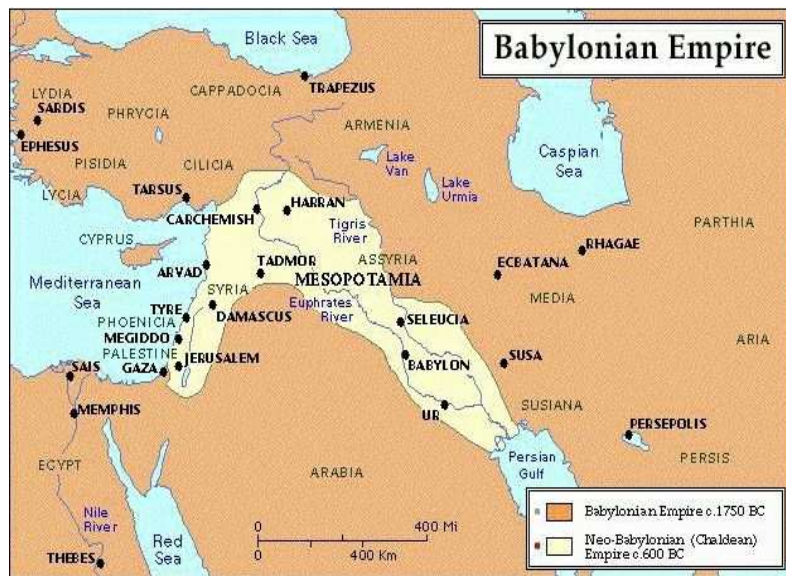 Babylonian Empire
Black Sea
TRAPEZUS
CAPPADOCIA
LYDIA
SARDIS
PHRYGIA
ARMENIA
EPHESUS
Caspian
Sea
PISIDIA
CILICIA
Lake
Van
Lake
Urmia
LYCIA
TARSUS
HARRAN
CARCHEMISH
Tigris
River
PARTHIA
CYPRUS
RHAGAE
ASSYRIA
ECBATANA
ARVAD
TADMOR
MESOPOTAMIA
Mediterranean
Sea
SYRIA
MEDIA
Euphrates
River
TYRE
DAMASCUS
SELEUCIA
PHOENICIA
MEGIDDO
ARIA
PALESTINE
JERUSALEM
BABYLON
SUSA
SAIS
GAZA
MEMPHIS
UR
SUSIANA
PERSEPOLIS
EGYPT
ARABIA
Persian
Gulf
PERSIS
Nile
River
Red
Sea
THEBES
0 400 Mi
0 400 Km
Babylonian Empire c.1750 BC
Neo-Babylonian (Chaldean)
Empire c.600 BC